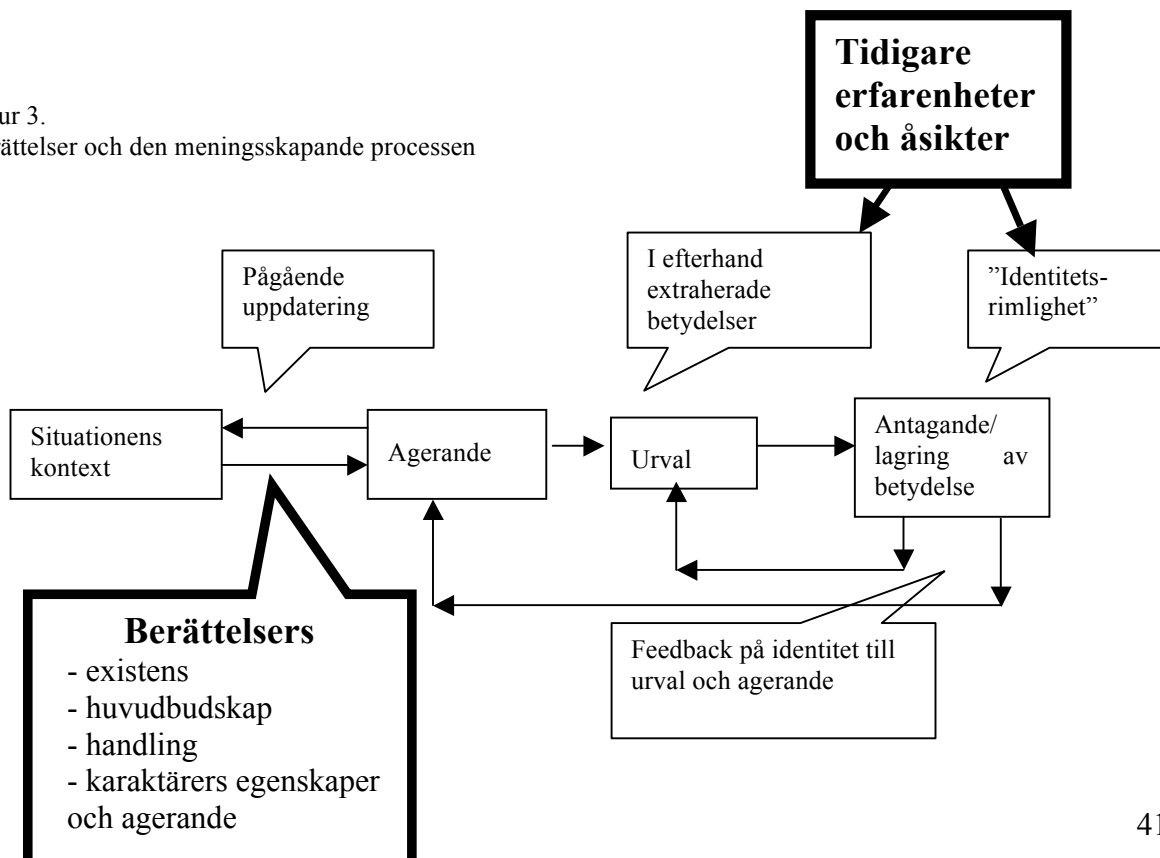 ur 3.
rättelser och den meningsskapande processen
Tidigare
erfarenheter
och åsikter
Pågående
uppdatering
I efterhand
extraherade
betydelser
”Identitets-
rimlighet”
Situationens
kontext
Agerande
Urval
Antagande/
lagring av
betydelse
Berättelsers
- existens
- huvudbudskap
- handling
- karaktärers egenskaper
och agerande
Feedback på identitet till
urval och agerande
41